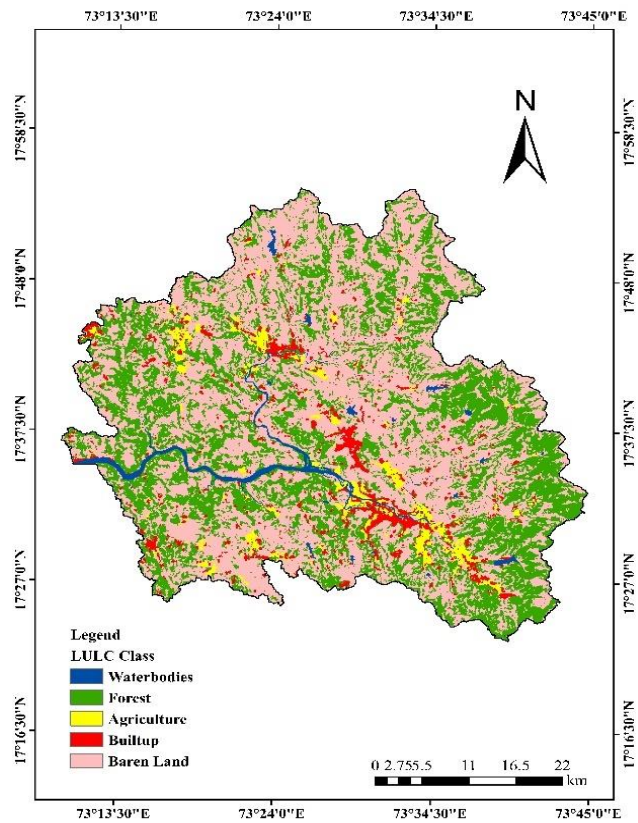 73°13'30"E 73°24'0"E 73°34'30"E 73°45'0"E
N
17°58'30"N 17°58'30"N
17°48'0"N 17°48'0"N
17°37'30"N 17°37'30"N
17°27'0"N 17°27'0"N
17°16'30"N 17°16'30"N
Legend
LULC Class
Waterbodies
Forest
Agriculture
Builtup
Baren Land
0 2.755.5 11 16.5 22
km
73°13'30"E 73°24'0"E 73°34'30"E 73°45'0"E